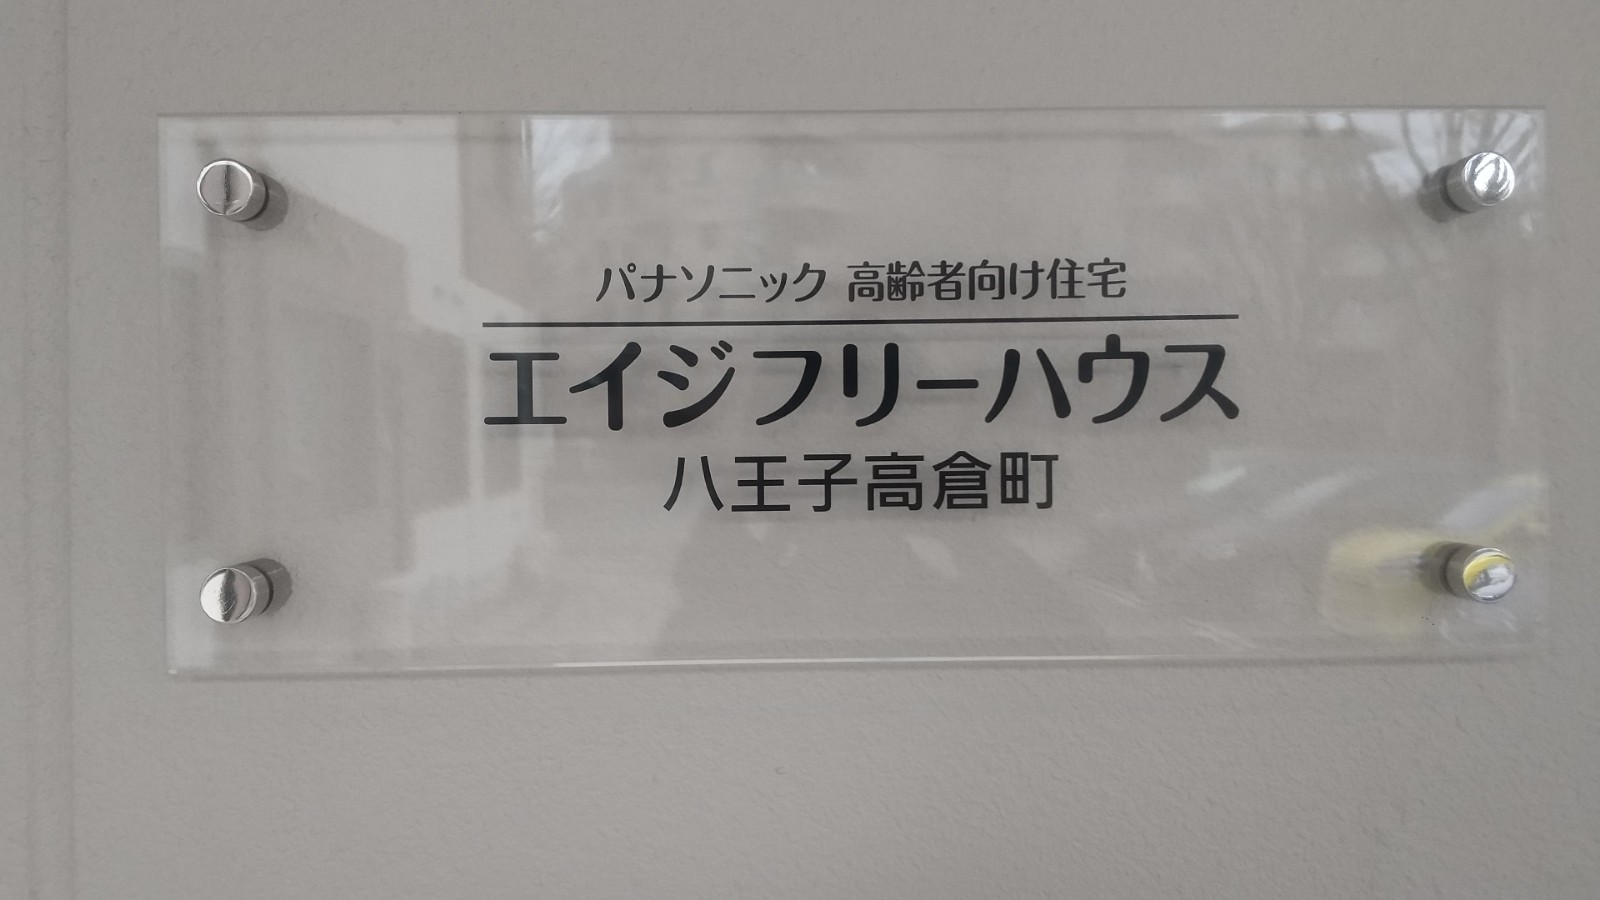 パナソニック 高齢者向け住宅
エイジフリーハウス
八王子高倉町